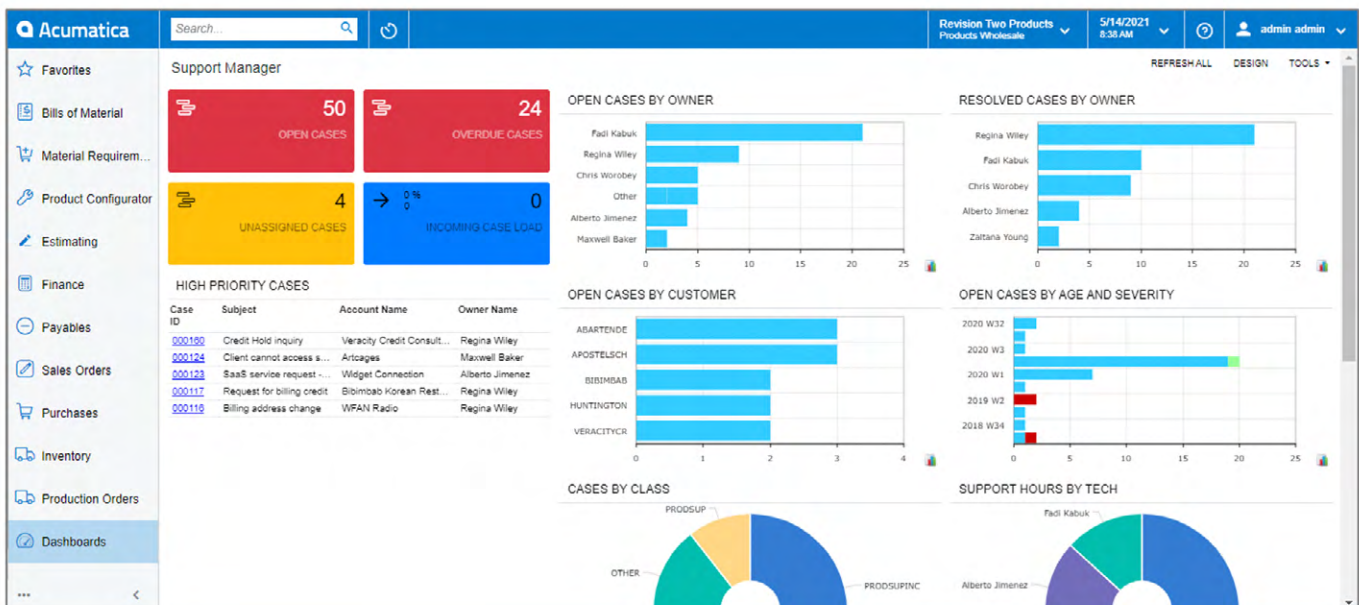 Acumatica
Search...
Revision Two Products
Products Wholesale
5/14/2021
8:38 AM
admin admin
Favorites
Bills of Material
Material Requirem...
Product Configurator
Estimating
Finance
Payables
Sales Orders
Purchases
Inventory
Production Orders
Dashboards
Support Manager
REFRESH ALL DESIGN TOOLS
50
OPEN CASES
24
OVERDUE CASES
4
UNASSIGNED CASES
0 %
0
0
INCOMING CASE LOAD
HIGH PRIORITY CASES
Case ID Subject Account Name Owner Name
000160 Credit Hold inquiry Veracity Credit Consult... Regina Wiley
000124 Client cannot access s... Artcages Maxwell Baker
000123 SaaS service request -... Widget Connection Alberto Jimenez
000117 Request for billing credit Bibimbab Korean Rest... Regina Wiley
000116 Billing address change WFAN Radio Regina Wiley
OPEN CASES BY OWNER
Fadi Kabuk
Regina Wiley
Chris Worobey
Other
Alberto Jimenez
Maxwell Baker
0 5 10 15 20 25
RESOLVED CASES BY OWNER
Regina Wiley
Fadi Kabuk
Chris Worobey
Alberto Jimenez
Zaltana Young
0 5 10 15 20 25
OPEN CASES BY CUSTOMER
ABARTENDE
APOSTELSCH
BIBIMBAB
HUNTINGTON
VERACITYCR
0 1 2 3 4
OPEN CASES BY AGE AND SEVERITY
2020 W32
2020 W3
2020 W1
2019 W2
2018 W34
0 5 10 15 20 25
CASES BY CLASS
PRODSUP
OTHER
PRODSUPINC
SUPPORT HOURS BY TECH
Fadi Kabuk
Alberto Jimenez